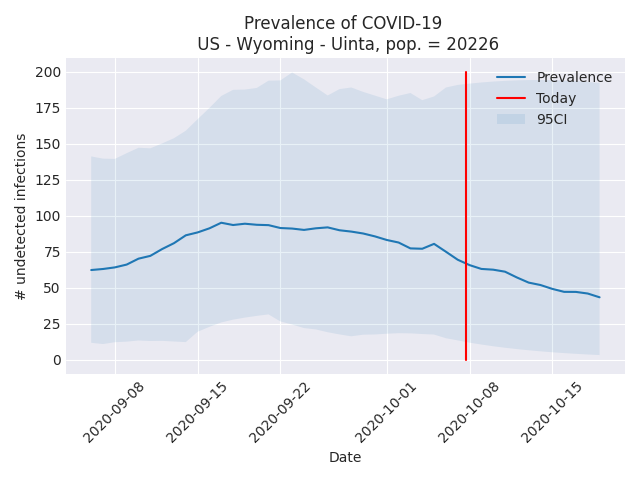 Prevalence of COVID-19
US - Wyoming - Uinta, pop. = 20226
200
175
150
125
100
75
50
25
0
# undetected infections
Prevalence
Today
95CI
2020-09-08
2020-09-15
2020-09-22
2020-10-01
2020-10-08
2020-10-15
Date